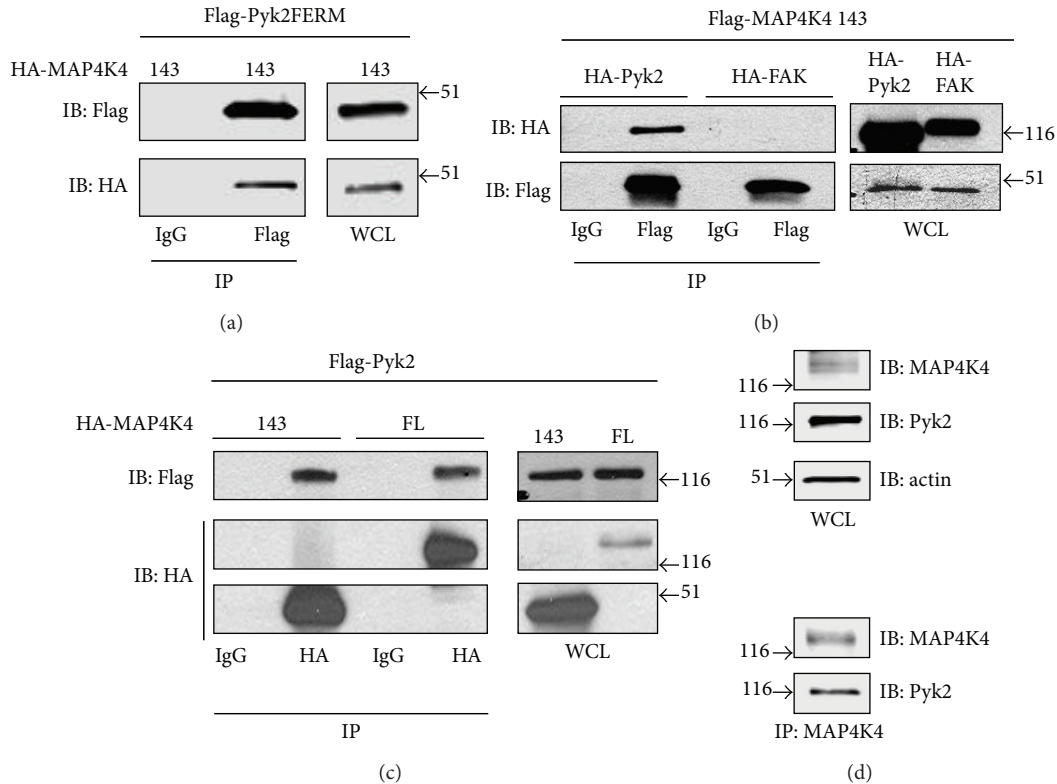 Flag-Pyk2FERM
HA-MAP4K4 143 143 143
IB: Flag ←51
IB: HA ←51
IgG Flag WCL
IP
(a)
Flag-MAP4K4 143
HA-Pyk2 HA-FAK HA-Pyk2 HA-FAK
IB: HA ←116
IB: Flag ←51
IgG Flag IgG Flag WCL
IP
(b)
Flag-Pyk2
HA-MAP4K4 143 FL 143 FL
IB: Flag ←116
IB: HA ←116
←51
IgG HA IgG HA WCL
IP
(c)
116→ IB: MAP4K4
116→ IB: Pyk2
51→ IB: actin
WCL
116→ IB: MAP4K4
116→ IB: Pyk2
IP: MAP4K4
(d)